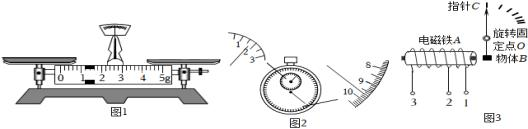 0 1 2 3 4 5g
图1
1
2
3
8
9
10
图2
指针C
电磁铁A
旋转固
定点O
物体B
3 2 1
图3